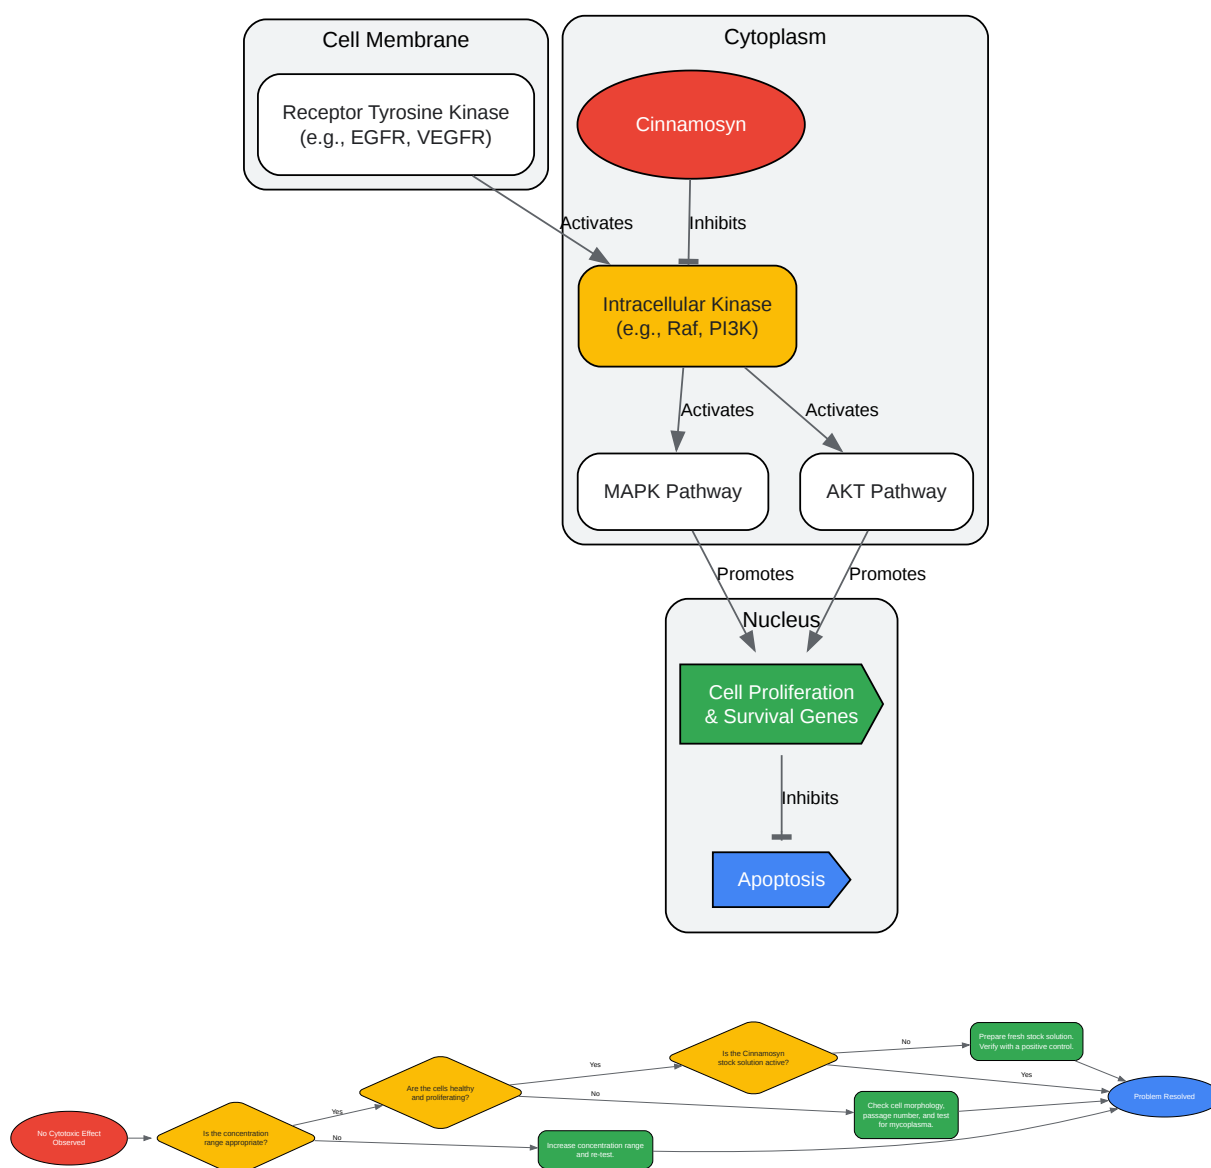 Cell Membrane
Cytoplasm
Receptor Tyrosine Kinase
(e.g., EGFR, VEGFR)
Cinnamosyn
Activates
Inhibits
Intracellular Kinase
(e.g., Raf, PI3K)
Activates
Activates
MAPK Pathway
AKT Pathway
Promotes
Promotes
Nucleus
Cell Proliferation
& Survival Genes
Inhibits
Apoptosis
No Cytotoxic Effect
Observed
Is the concentration
range appropriate?
Yes
No
Are the cells healthy
and proliferating?
Increase concentration range
and re-test.
Yes
No
Is the Cinnamosyn
stock solution active?
Check cell morphology,
passage number, and test
for mycoplasma.
No
Yes
Prepare fresh stock solution.
Verify with a positive control.
Problem Resolved